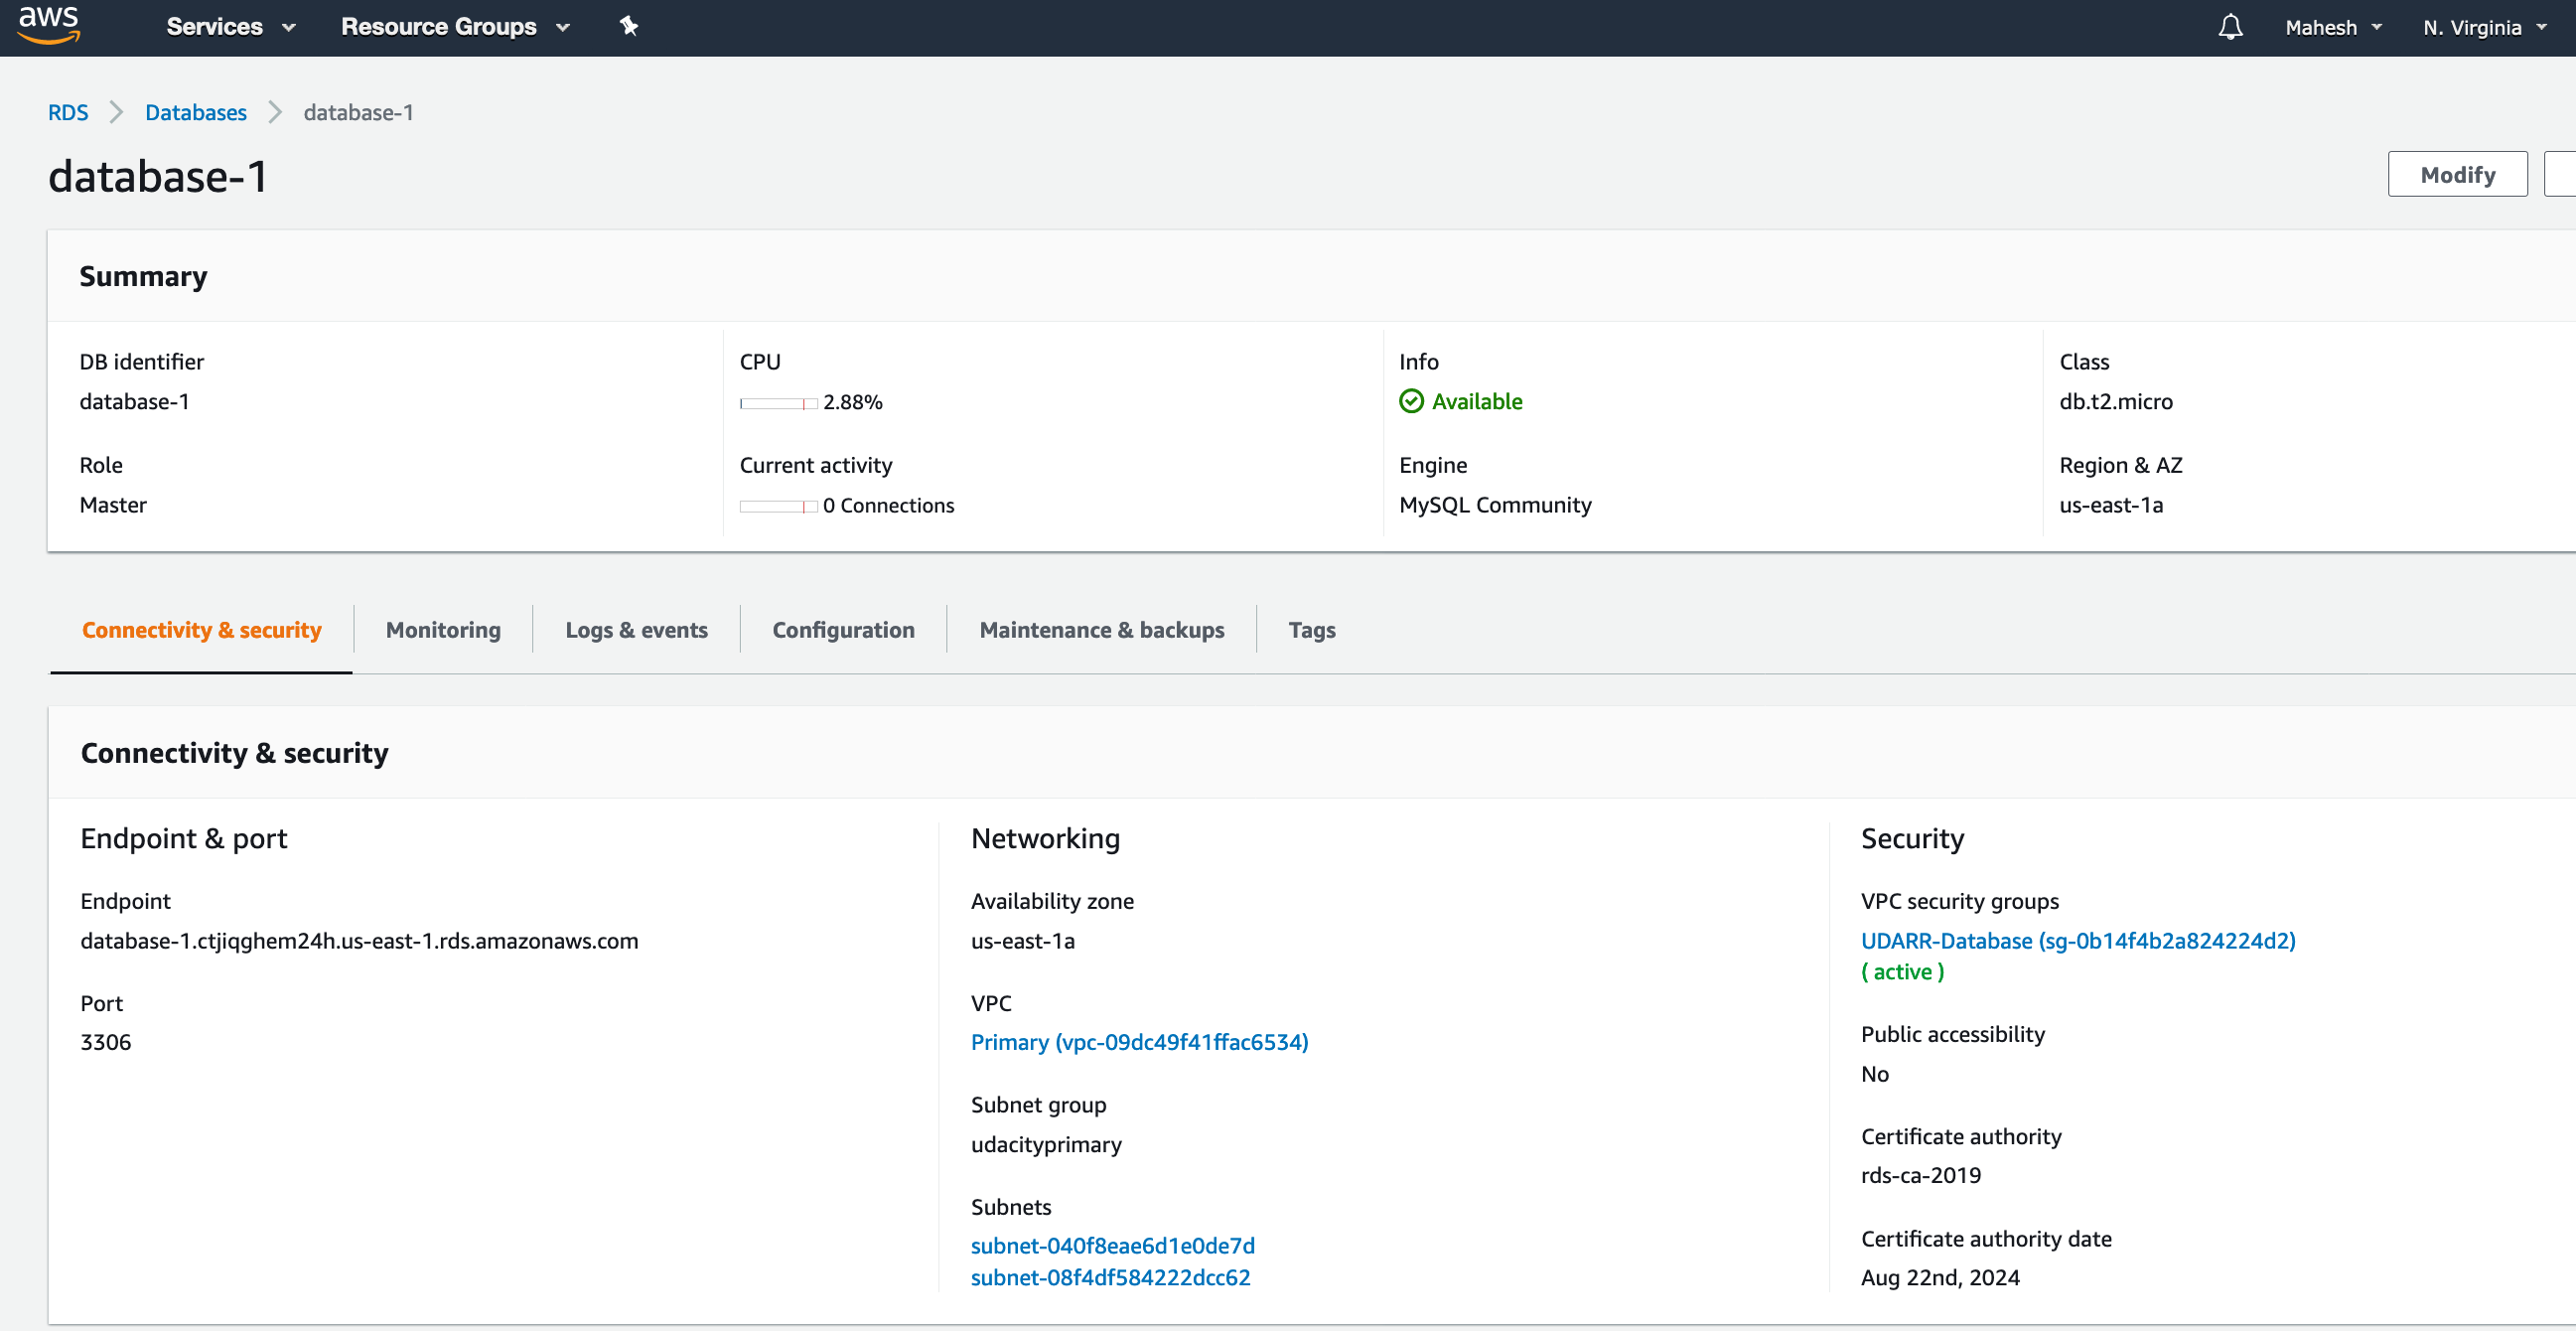 aws Services Resource Groups Mahesh N. Virginia
RDS Databases database-1
database-1
Modify
Summary
DB identifier CPU Info Class
database-1 2.88% Available db.t2.micro
Role Current activity Engine Region & AZ
Master 0 Connections MySQL Community us-east-1a
Connectivity & security Monitoring Logs & events Configuration Maintenance & backups Tags
Connectivity & security
Endpoint & port
Endpoint
database-1.ctjiqghem24h.us-east-1.rds.amazonaws.com
Port
3306
Networking
Availability zone
us-east-1a
VPC
Primary (vpc-09dc49f41ffac6534)
Subnet group
udacityprimary
Subnets
subnet-040f8eae6d1e0de7d
subnet-08f4df584222dcc62
Security
VPC security groups
UDARR-Database (sg-0b14f4b2a824224d2)
( active )
Public accessibility
No
Certificate authority
rds-ca-2019
Certificate authority date
Aug 22nd, 2024